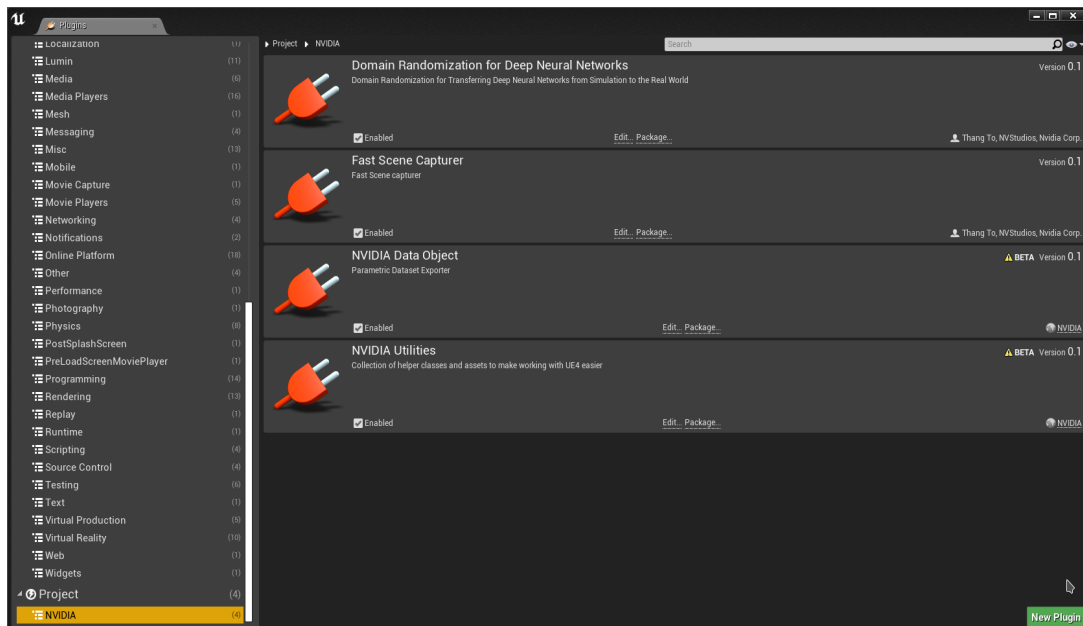 Plugins
Localization (1)
Lumin (11)
Media (6)
Media Players (16)
Mesh (1)
Messaging (4)
Misc (13)
Mobile (1)
Movie Capture (1)
Movie Players (5)
Networking (4)
Notifications (2)
Online Platform (18)
Other (4)
Performance (1)
Photography (1)
Physics (8)
PostSplashScreen (1)
PreLoadScreenMoviePlayer (1)
Programming (14)
Rendering (13)
Replay (1)
Runtime (1)
Scripting (4)
Source Control (4)
Testing (6)
Text (1)
Virtual Production (5)
Virtual Reality (10)
Web (1)
Widgets (1)
Project (4)
NVIDIA (4)
Project NVIDIA
Search
Domain Randomization for Deep Neural Networks Version 0.1
Domain Randomization for Transferring Deep Neural Networks from Simulation to the Real World
Enabled Edit... Package... Thang To, NVStudios, Nvidia Corp.
Fast Scene Capturer Version 0.1
Fast Scene capturer
Enabled Edit... Package... Thang To, NVStudios, Nvidia Corp.
NVIDIA Data Object BETA Version 0.1
Parametric Dataset Exporter
Enabled Edit... Package... NVIDIA
NVIDIA Utilities BETA Version 0.1
Collection of helper classes and assets to make working with UE4 easier
Enabled Edit... Package... NVIDIA
New Plugin